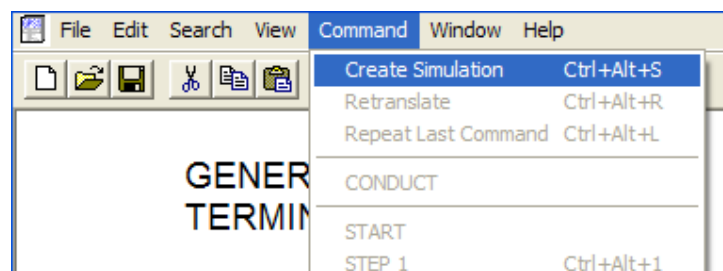 File Edit Search View Command Window Help
Create Simulation Ctrl+Alt+S
Retranslate Ctrl+Alt+R
Repeat Last Command Ctrl+Alt+L
GENER
CONDUCT
TERMIN
START
STEP 1 Ctrl+Alt+1